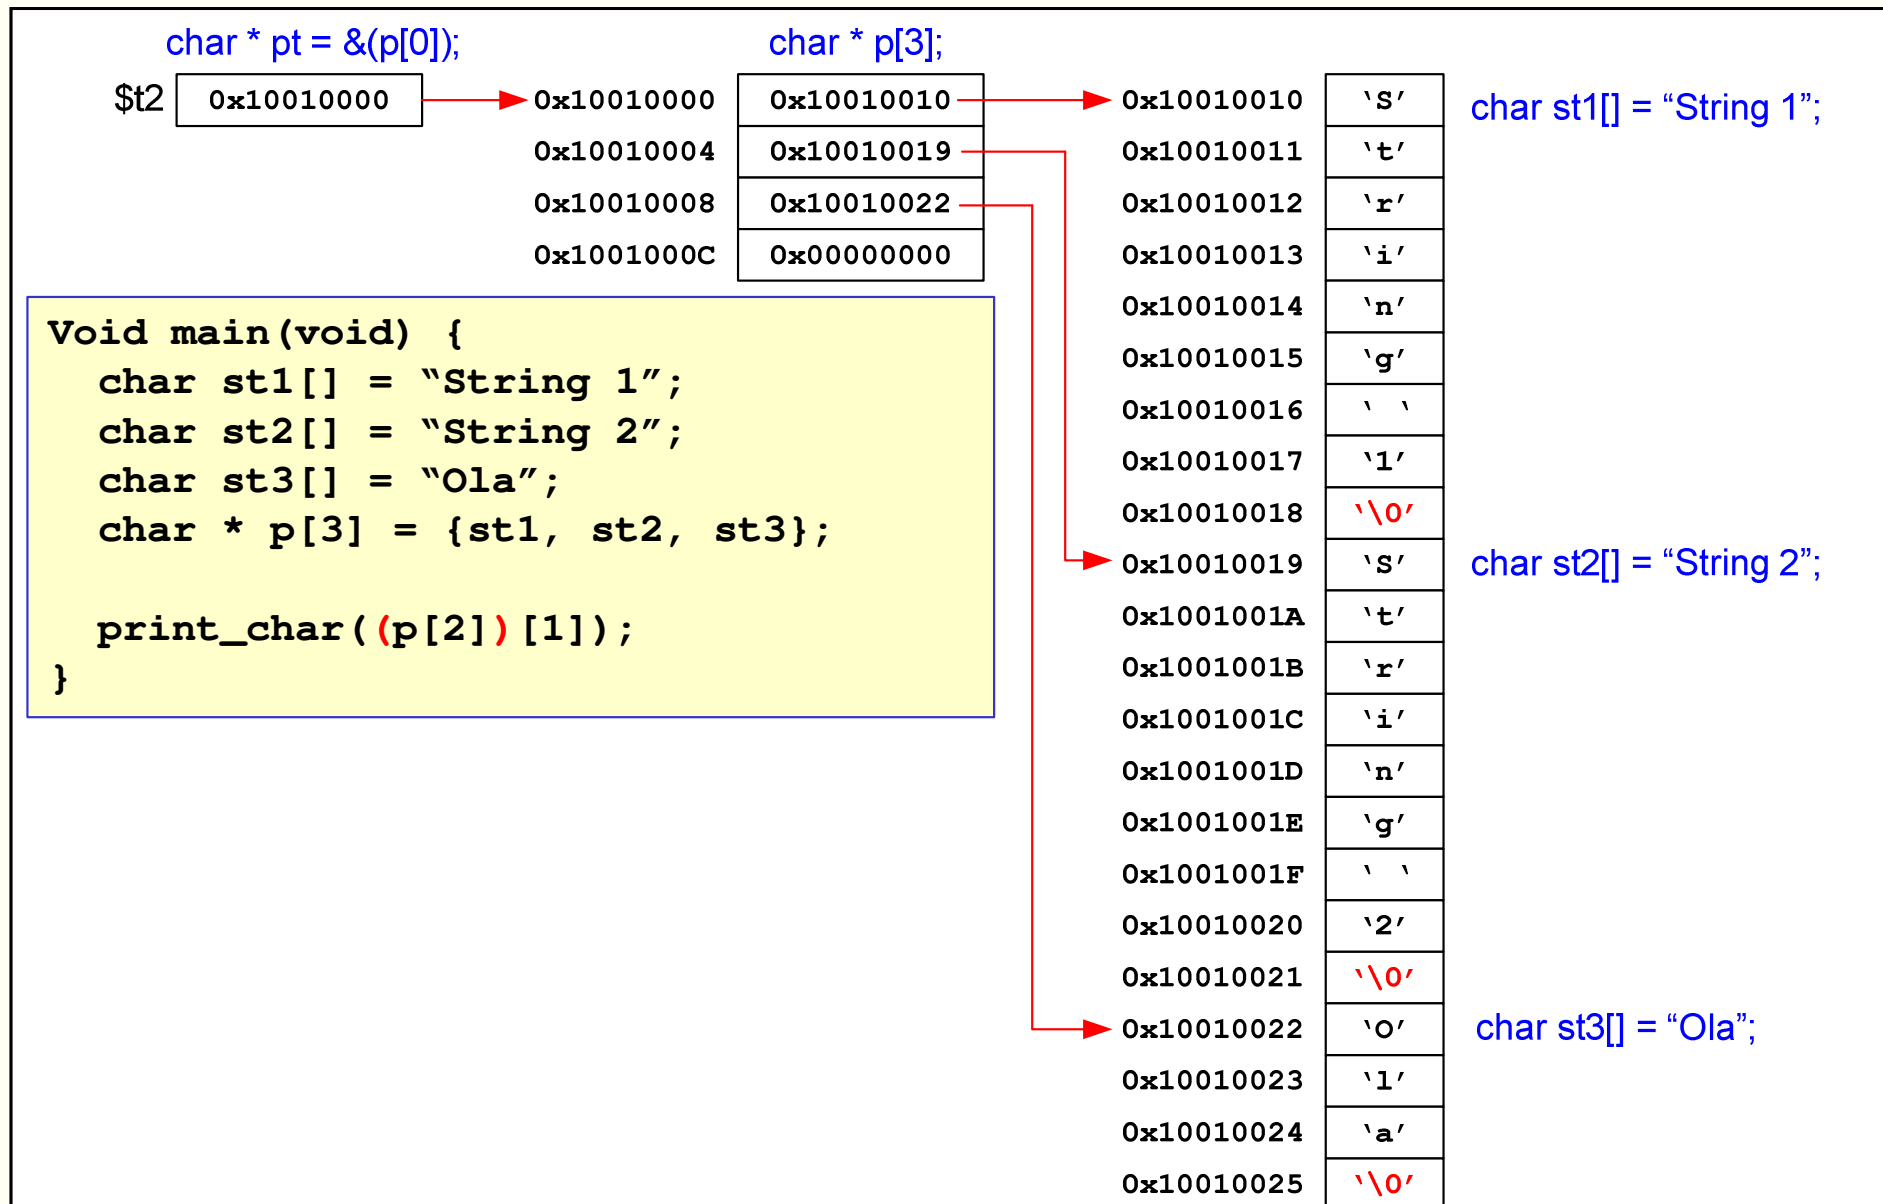 char * pt = &(p[0]); char * p[3];
$t2 0x10010000 0x10010000 0x10010010 0x10010010 ‘S’ char st1[] = “String 1”;
0x10010004 0x10010019 0x10010011 ‘t’
0x10010008 0x10010022 0x10010012 ‘r’
0x1001000C 0x00000000 0x10010013 ‘i’
Void main(void) {
char st1[] = “String 1”;
char st2[] = “String 2”;
char st3[] = “Ola”;
char * p[3] = {st1, st2, st3};
print_char((p[2])[1]);
}
0x10010014 ‘n’
0x10010015 ‘g’
0x10010016 ‘ ‘
0x10010017 ‘1’
0x10010018 ‘\0’
0x10010019 ‘S’ char st2[] = “String 2”;
0x1001001A ‘t’
0x1001001B ‘r’
0x1001001C ‘i’
0x1001001D ‘n’
0x1001001E ‘g’
0x1001001F ‘ ‘
0x10010020 ‘2’
0x10010021 ‘\0’
0x10010022 ‘O’ char st3[] = “Ola”;
0x10010023 ‘l’
0x10010024 ‘a’
0x10010025 ‘\0’